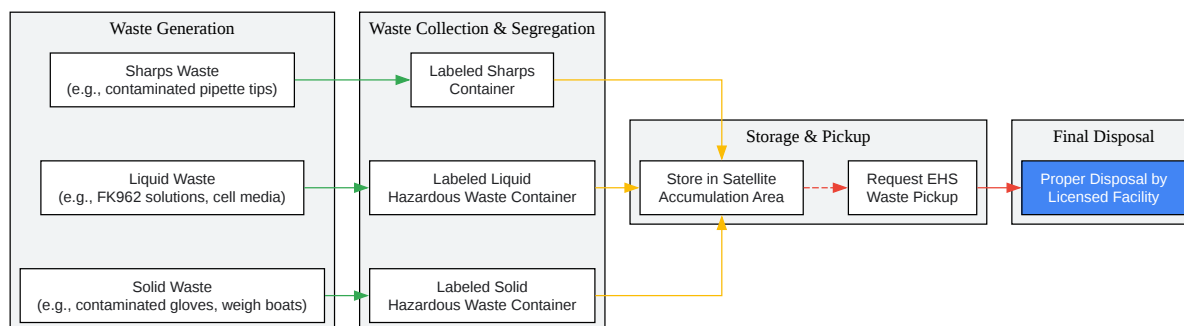 Waste Generation
Sharps Waste
(e.g., contaminated pipette tips)
Liquid Waste
(e.g., FK962 solutions, cell media)
Solid Waste
(e.g., contaminated gloves, weigh boats)
Waste Collection & Segregation
Labeled Sharps
Container
Labeled Liquid
Hazardous Waste Container
Labeled Solid
Hazardous Waste Container
Storage & Pickup
Store in Satellite
Accumulation Area
Request EHS
Waste Pickup
Final Disposal
Proper Disposal by
Licensed Facility